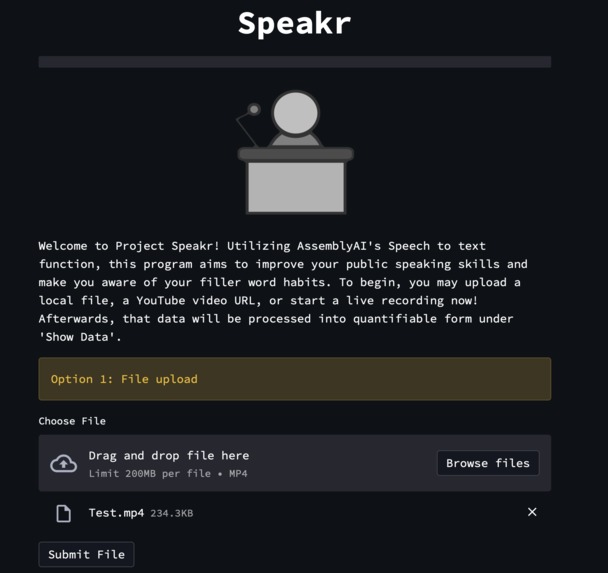 Speakr
Welcome to Project Speakr! Utilizing AssemblyAI's Speech to text
function, this program aims to improve your public speaking skills and
make you aware of your filler word habits. To begin, you may upload a
local file, a YouTube video URL, or start a live recording now!
Afterwards, that data will be processed into quantifiable form under
'Show Data'.
Option 1: File upload
Choose File
Drag and drop file here
Limit 200MB per file • MP4
Browse files
Test.mp4 234.3KB
Submit File